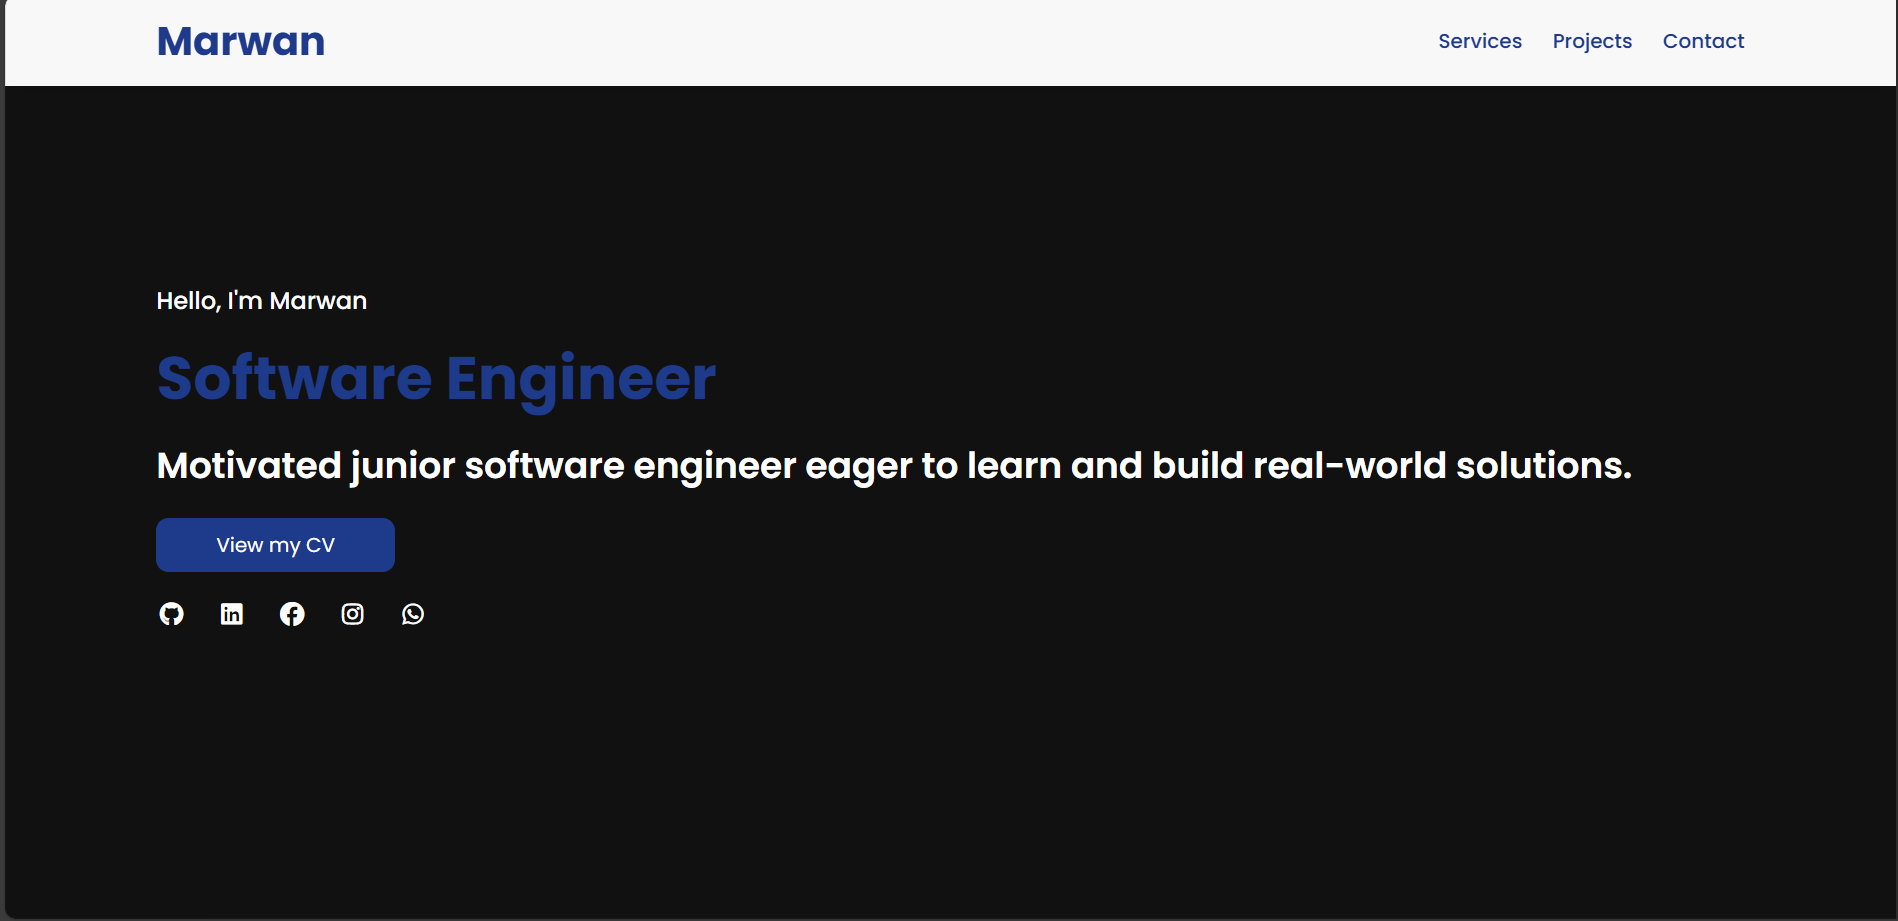 Marwan
Services Projects Contact
Hello, I'm Marwan
Software Engineer
Motivated junior software engineer eager to learn and build real-world solutions.
View my CV
in